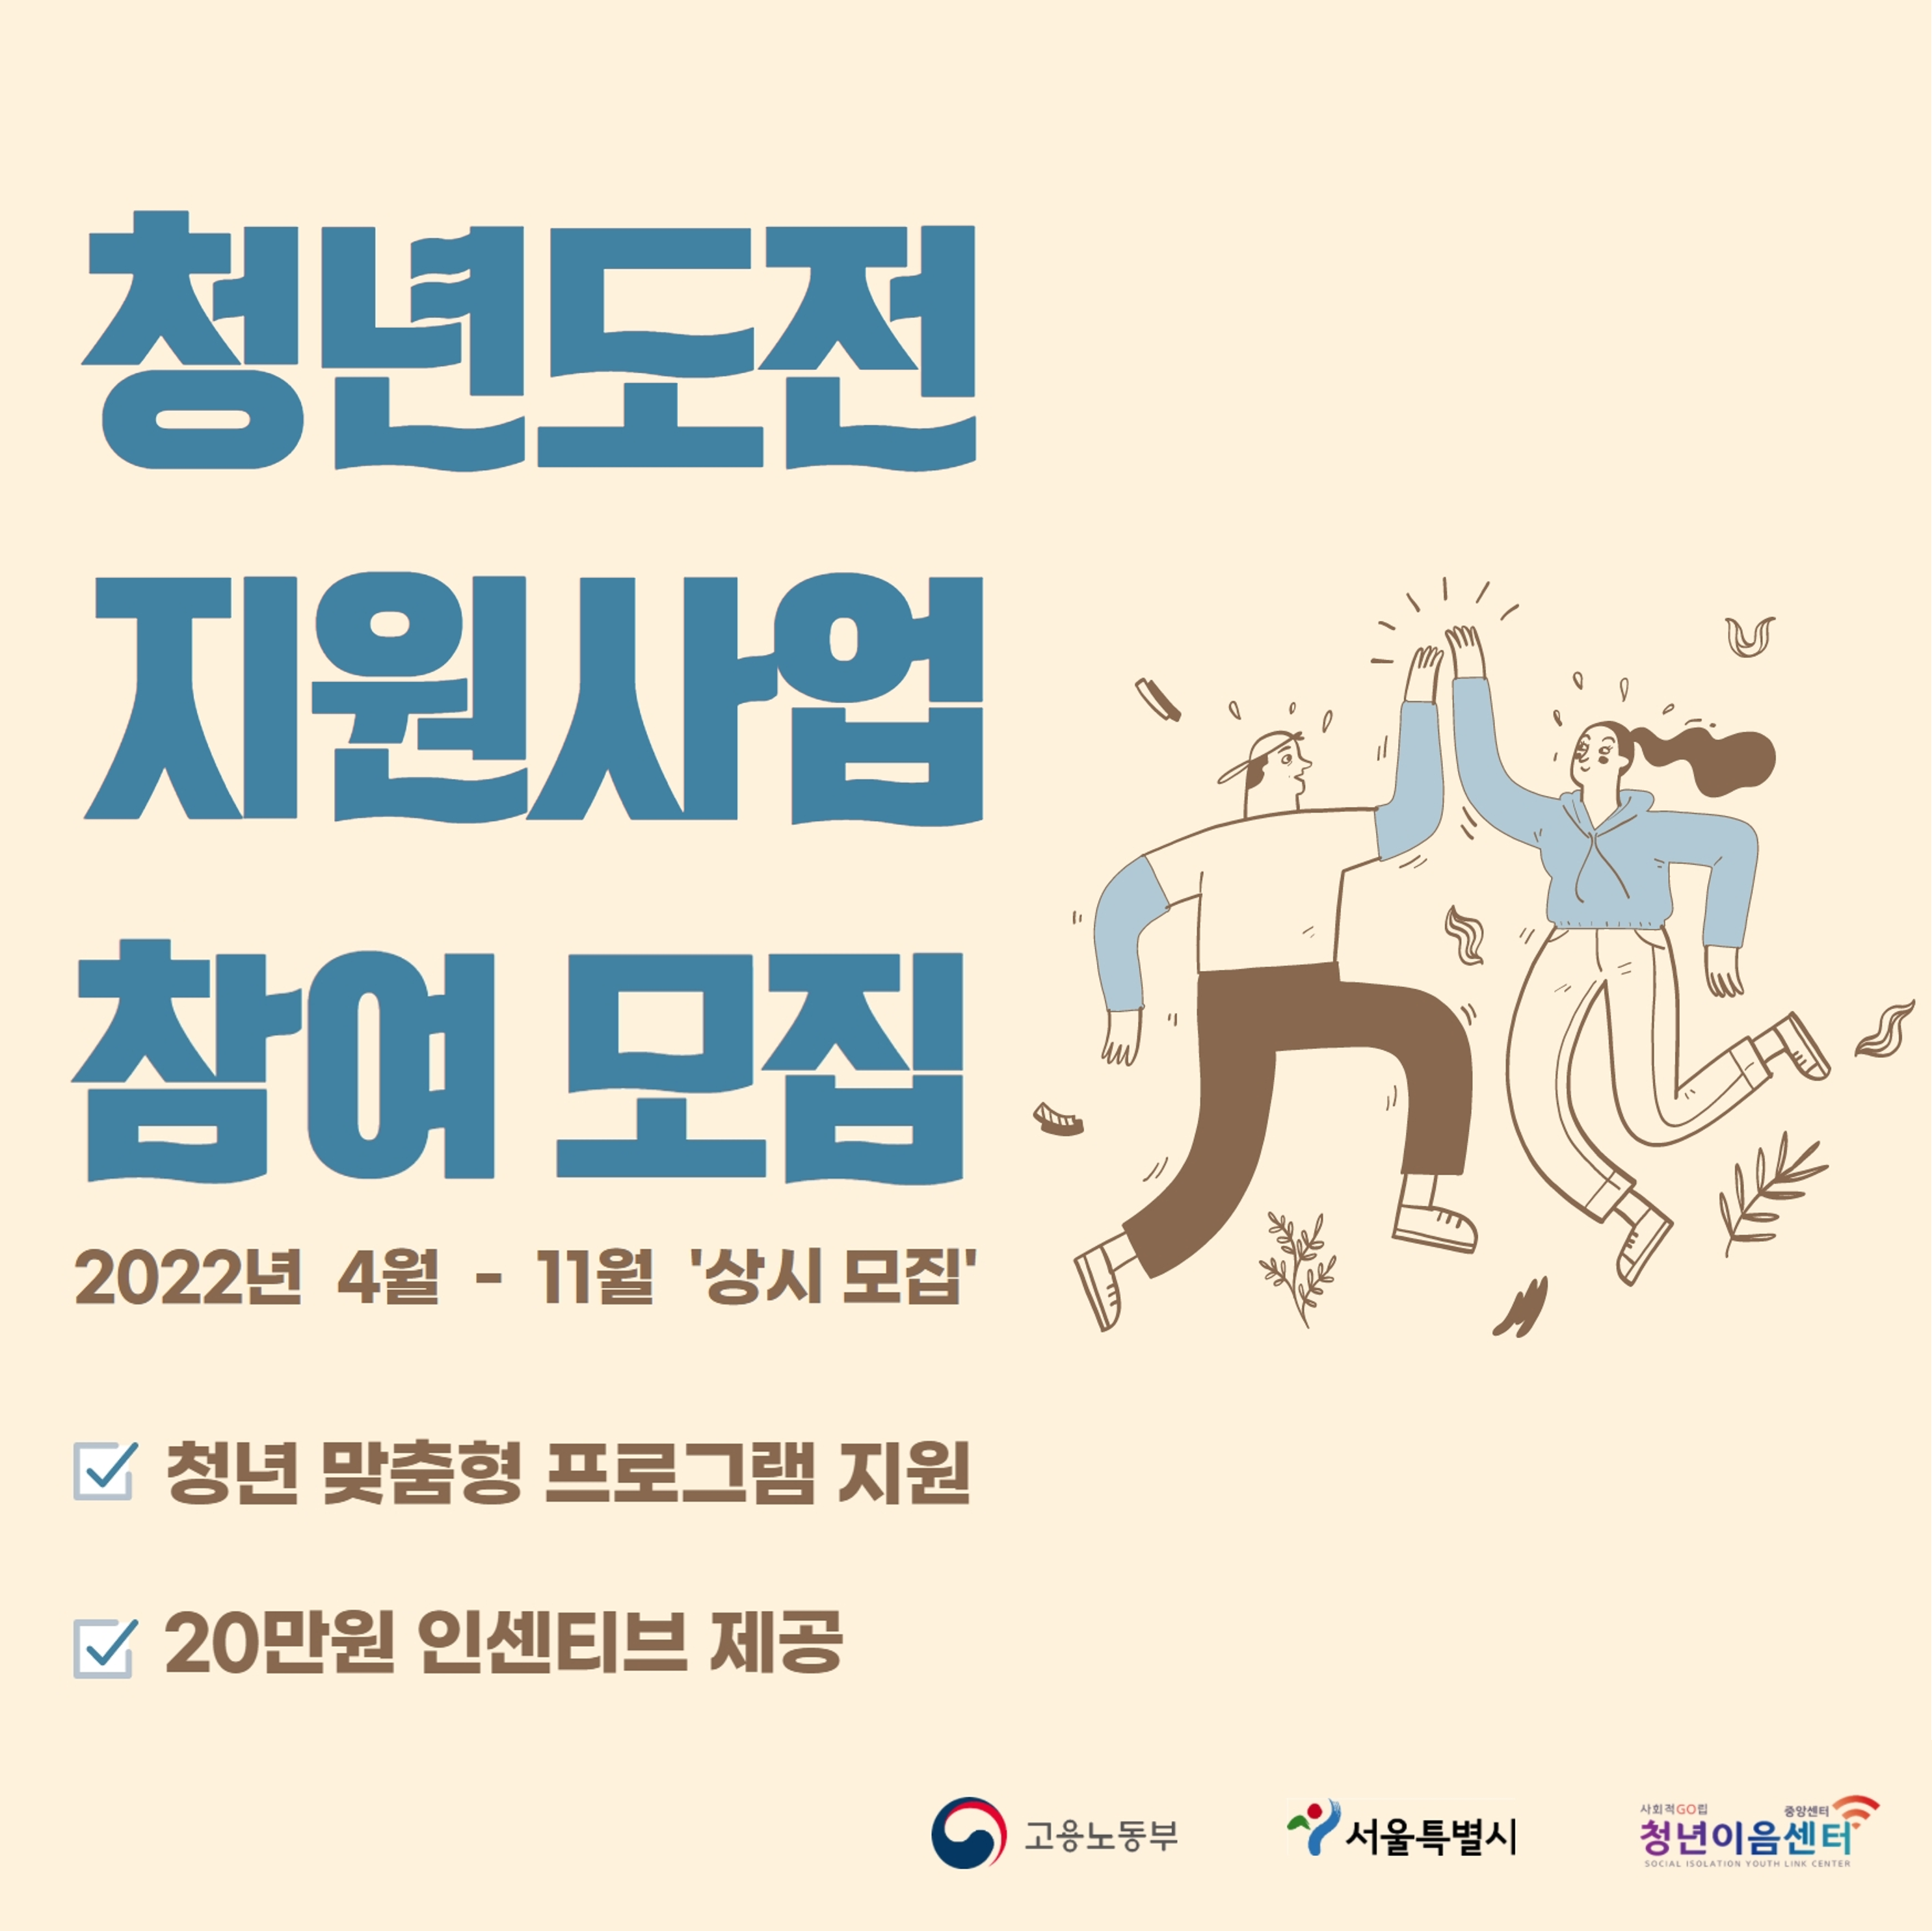 청년도전
지원사업
참여 모집
2022년 4월 - 11월 '상시 모집'
청년 맞춤형 프로그램 지원
20만원 인센티브 제공
고용노동부
서울특별시
사회적GO립 중앙센터
청년이음센터
SOCIAL ISOLATION YOUTH LINK CENTER